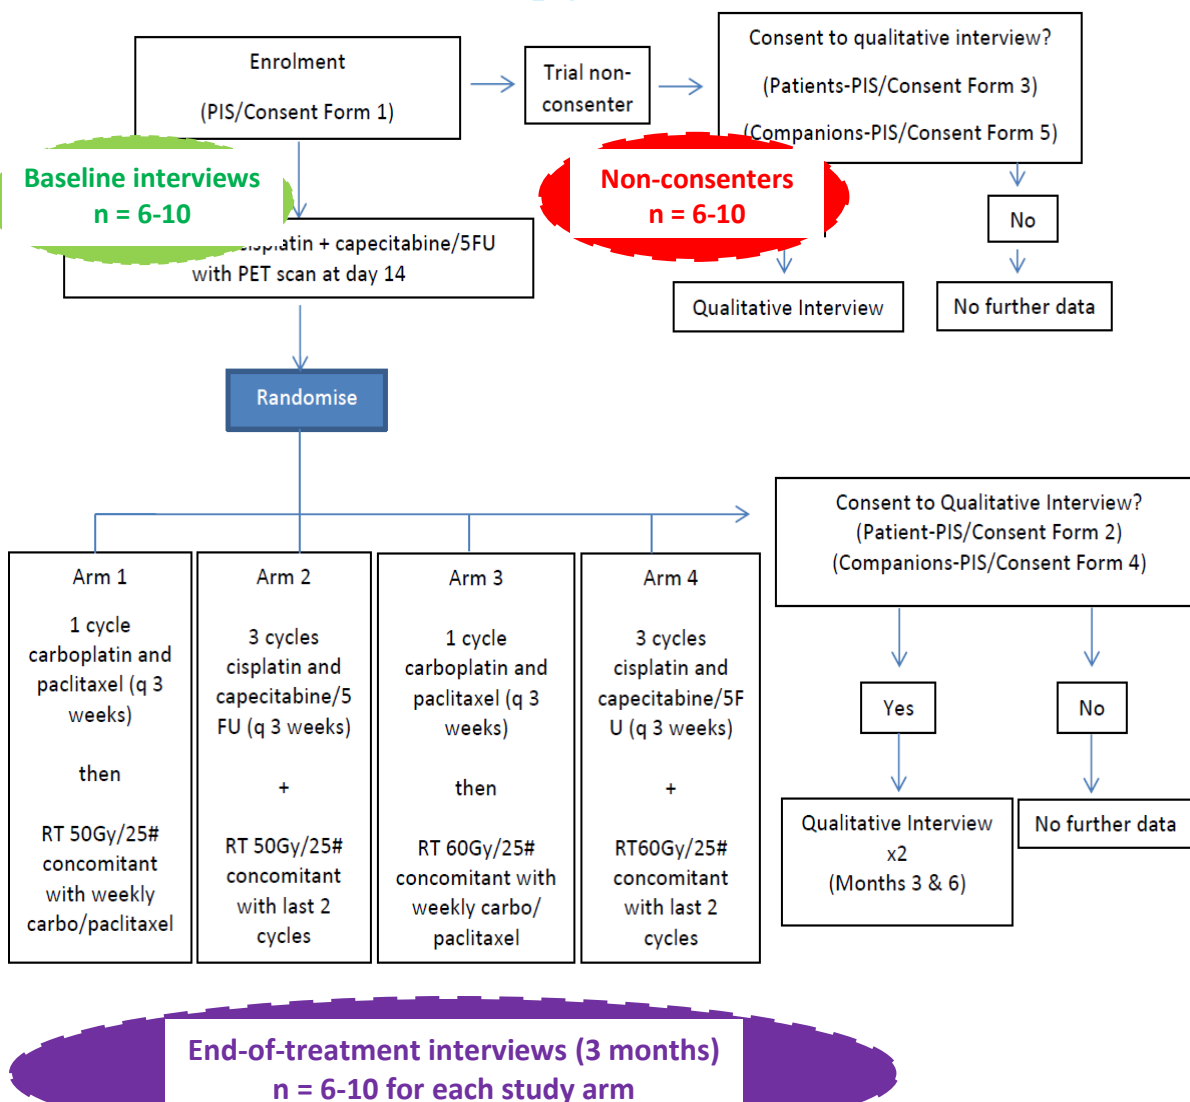 Enrolment
(PIS/Consent Form 1)
Trial non-
consenter
Consent to qualitative interview?
(Patients-PIS/Consent Form 3)
(Companions-PIS/Consent Form 5)
Baseline interviews
n = 6-10
Non-consenters
n = 6-10
No
cisplatin + capecitabine/5FU
with PET scan at day 14
Qualitative Interview
No further data
Randomise
Consent to Qualitative Interview?
(Patient-PIS/Consent Form 2)
(Companions-PIS/Consent Form 4)
Arm 1
1 cycle
carboplatin and
paclitaxel (q 3
weeks)
then
RT 50Gy/25#
concomitant
with weekly
carbo/paclitaxel
Arm 2
3 cycles
cisplatin and
capecitabine/5
FU (q 3 weeks)
+
RT 50Gy/25#
concomitant
with last 2
cycles
Arm 3
1 cycle
carboplatin and
paclitaxel (q 3
weeks)
then
RT 60Gy/25#
concomitant with
weekly carbo/
paclitaxel
Arm 4
3 cycles
cisplatin and
capecitabine/5F
U (q 3 weeks)
+
RT60Gy/25#
concomitant
with last 2
cycles
Yes
No
Qualitative Interview
x2
(Months 3 & 6)
No further data
End-of-treatment interviews (3 months)
n = 6-10 for each study arm